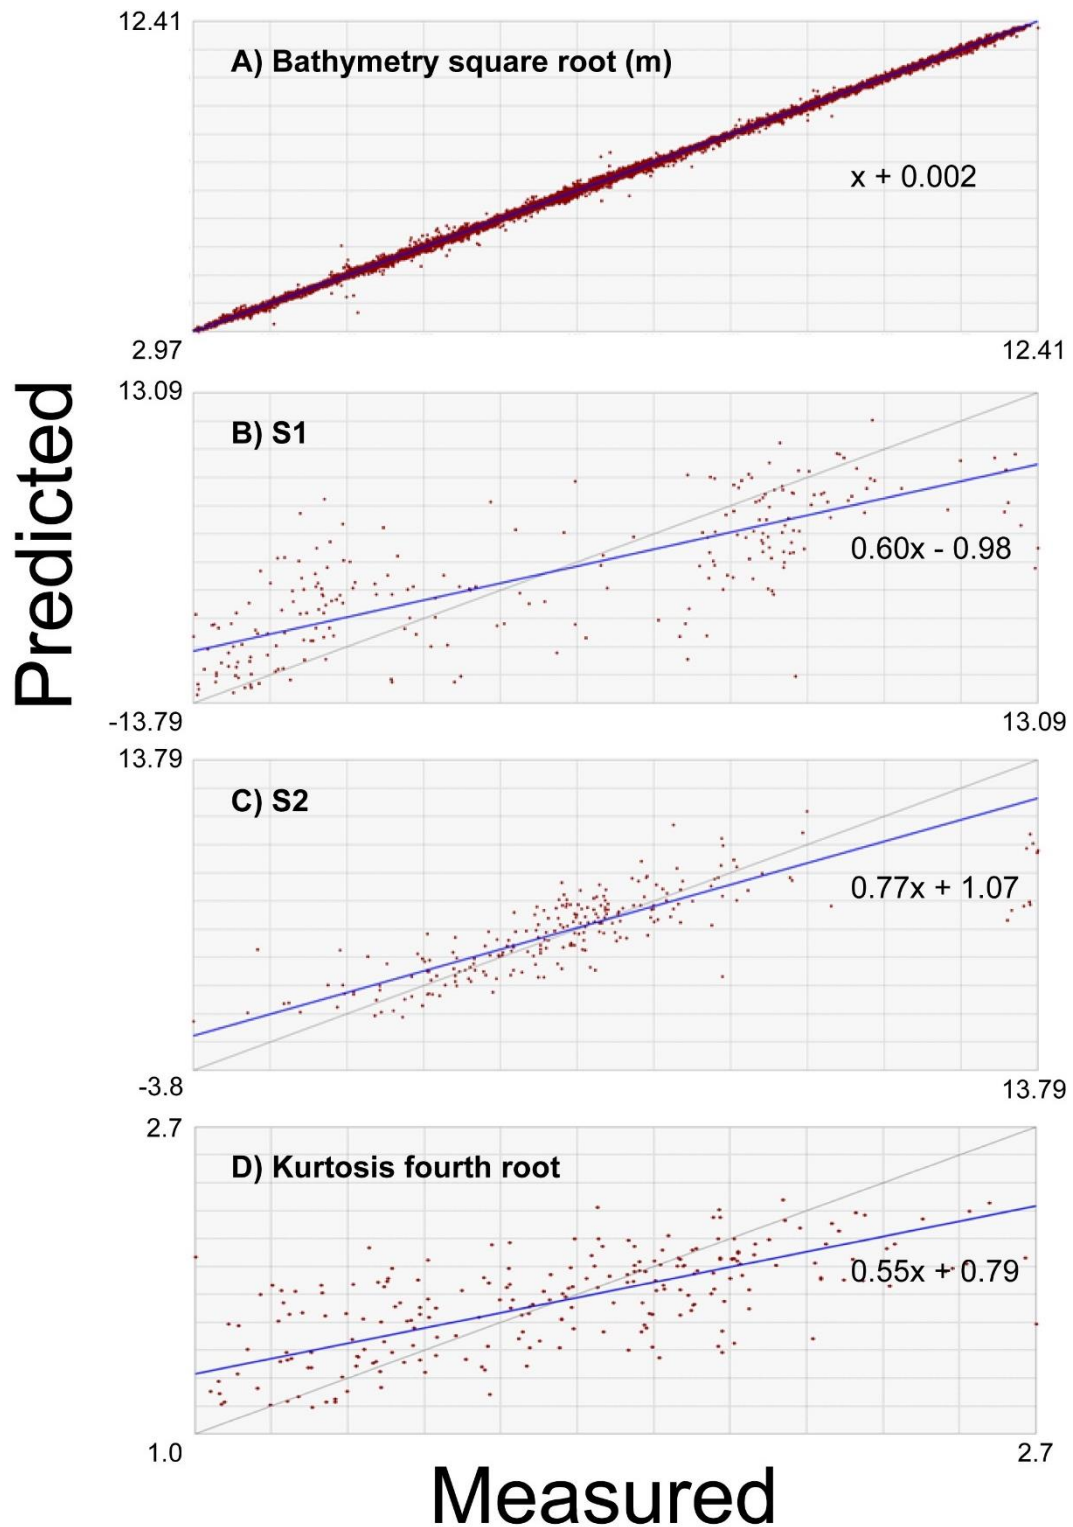 12.41
A) Bathymetry square root (m)
x + 0.002
2.97
12.41
Predicted
13.09
B) S1
0.60x - 0.98
-13.79
13.09
13.79
C) S2
0.77x + 1.07
-3.8
13.79
2.7
D) Kurtosis fourth root
0.55x + 0.79
1.0
2.7
Measured